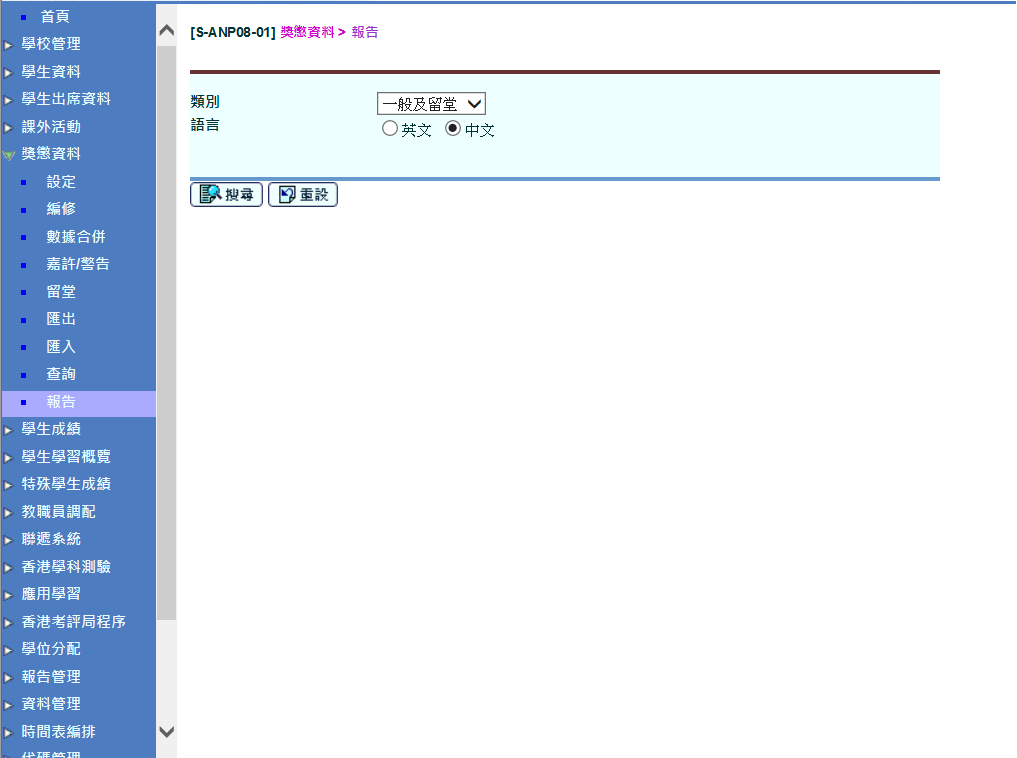 首頁
學校管理
學生資料
學生出席資料
課外活動
獎懲資料
設定
編修
數據合併
嘉許/警告
留堂
匯出
匯入
查詢
報告
學生成績
學生學習概覽
特殊學生成績
教職員調配
聯遞系統
香港學科測驗
應用學習
香港考評局程序
學位分配
報告管理
資料管理
時間表編排
代碼管理
[S-ANP08-01] 獎懲資料 > 報告
類別 一般及留堂
語言 英文 中文
搜尋 重設